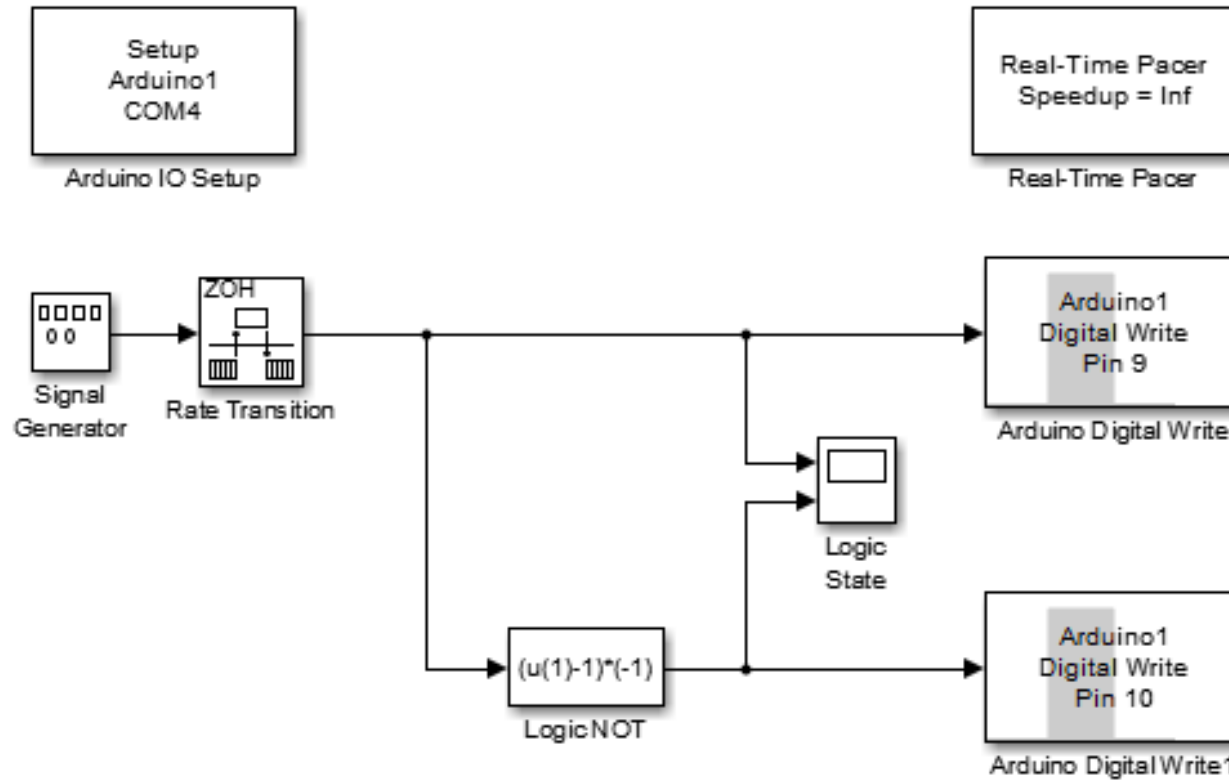 Setup
Arduino1
COM4
Arduino IO Setup
Real-Time Pacer
Speedup = Inf
Real-Time Pacer
0 0
Signal
Generator
ZOH
Rate Transition
Arduino1
Digital Write
Pin 9
Arduino Digital Write
Logic
State
(u(1)-1)*(-1)
LogicNOT
Arduino1
Digital Write
Pin 10
Arduino Digital Write1